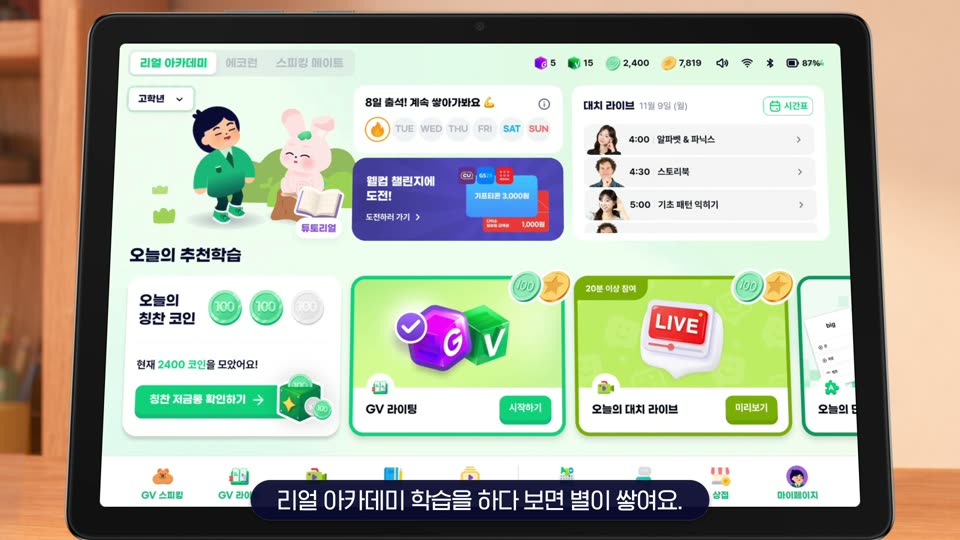 리얼 아카데미
에코런
스피킹 메이트
5
15
2,400
7,819
87%
고학년
튜토리얼
8일 출석! 계속 쌓아가봐요
TUE WED THU FRI SAT SUN
웰컴 챌린지에
도전!
도전하러 가기
CU
기프티콘 3,000원
1,000원
대치 라이브 11월 9일 (월)
시간표
4:00 알파벳 & 파닉스
4:30 스토리북
5:00 기초 패턴 익히기
오늘의 추천학습
오늘의
칭찬 코인
100 100 100
현재 2400 코인을 모았어요!
칭찬 저금통 확인하기
100
G V
GV 라이팅
시작하기
20분 이상 참여
100
LIVE
오늘의 대치 라이브
미리보기
big
오늘의
GV 스피킹
상점
마이페이지
리얼 아카데미 학습을 하다 보면 별이 쌓여요.